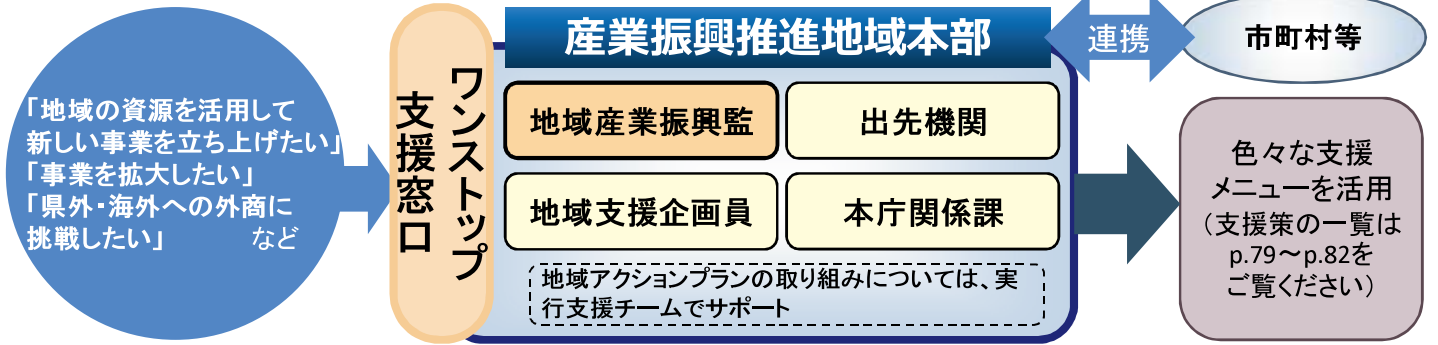 「地域の資源を活用して
新しい事業を立ち上げたい」
「事業を拡大したい」
「県外・海外への外商に
挑戦したい」 など
ワンストップ
支援窓口
産業振興推進地域本部
地域産業振興監
出先機関
地域支援企画員
本庁関係課
地域アクションプランの取り組みについては、実
行支援チームでサポート
連携
市町村等
色々な支援
メニューを活用
（支援策の一覧は
p.79～p.82を
ご覧ください）